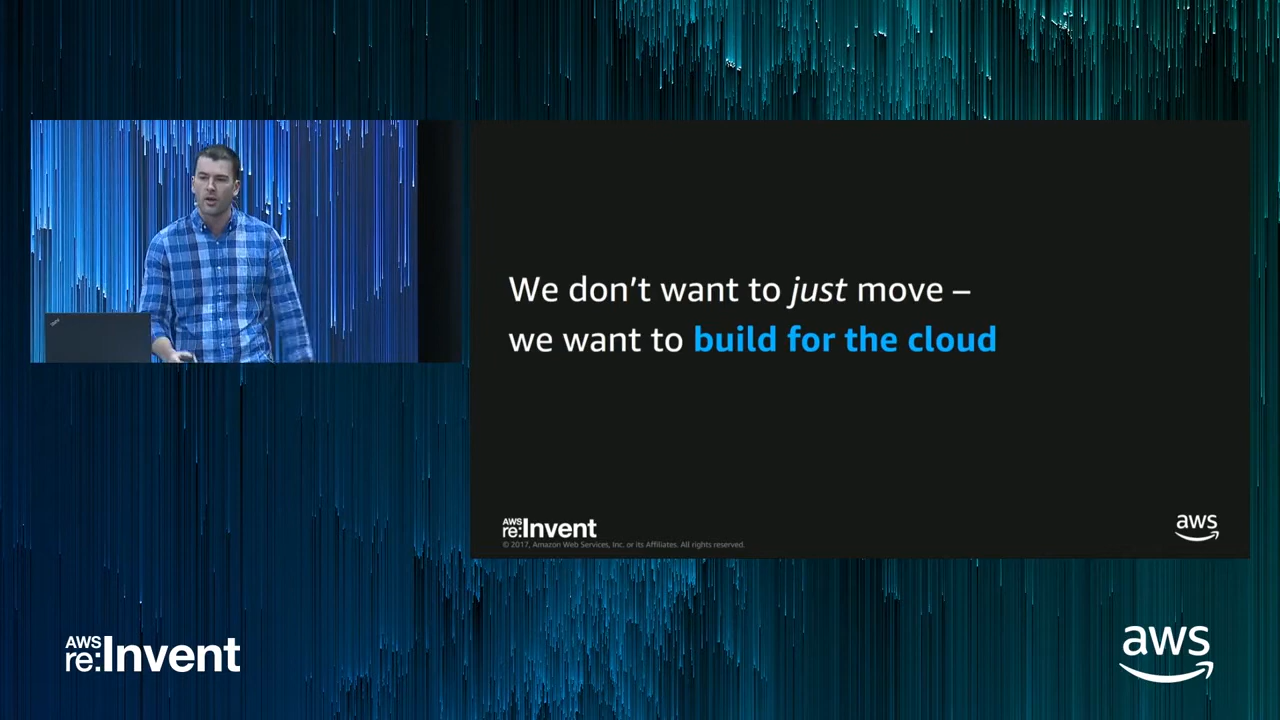 We don't want to just move –
we want to build for the cloud
AWS
re:Invent
© 2017, Amazon Web Services, Inc. or its Affiliates. All rights reserved.
aws
AWS
re:Invent
aws